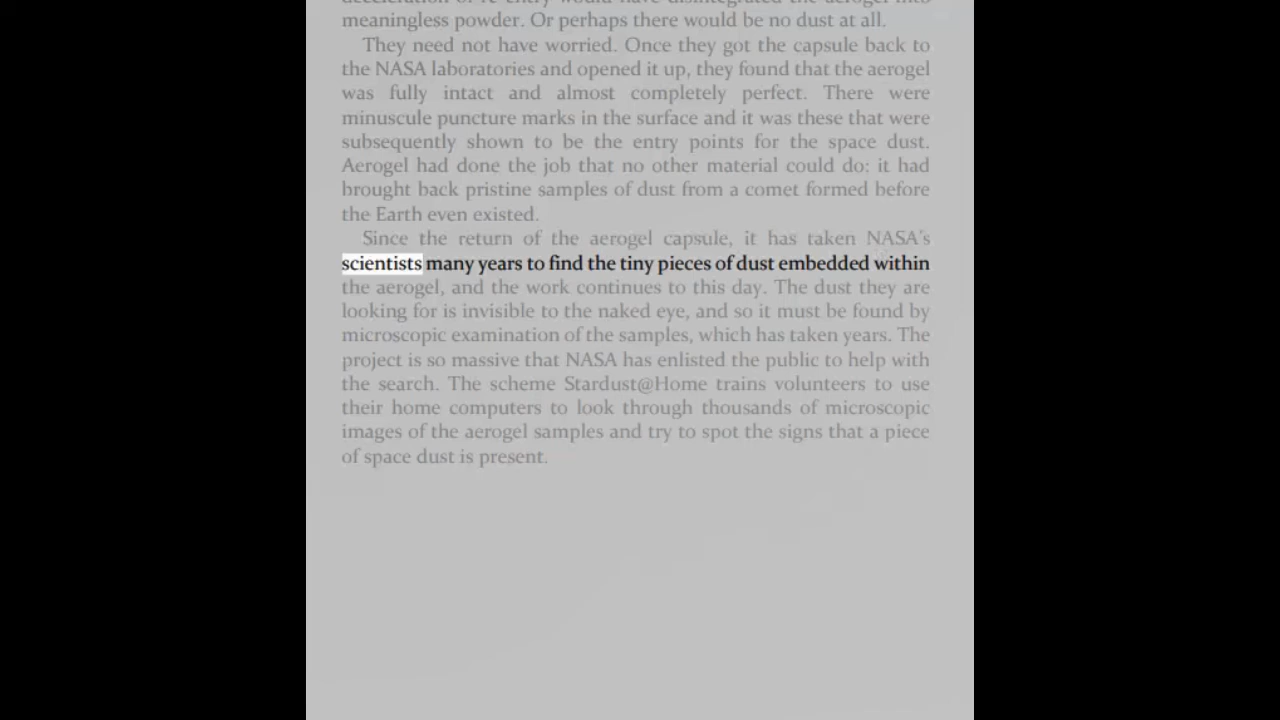 deceleration of re-entry would have disintegrated the aerogel into
meaningless powder. Or perhaps there would be no dust at all.
They need not have worried. Once they got the capsule back to
the NASA laboratories and opened it up, they found that the aerogel
was fully intact and almost completely perfect. There were
minuscule puncture marks in the surface and it was these that were
subsequently shown to be the entry points for the space dust.
Aerogel had done the job that no other material could do: it had
brought back pristine samples of dust from a comet formed before
the Earth even existed.
Since the return of the aerogel capsule, it has taken NASA's
scientists many years to find the tiny pieces of dust embedded within
the aerogel, and the work continues to this day. The dust they are
looking for is invisible to the naked eye, and so it must be found by
microscopic examination of the samples, which has taken years. The
project is so massive that NASA has enlisted the public to help with
the search. The scheme Stardust@Home trains volunteers to use
their home computers to look through thousands of microscopic
images of the aerogel samples and try to spot the signs that a piece
of space dust is present.